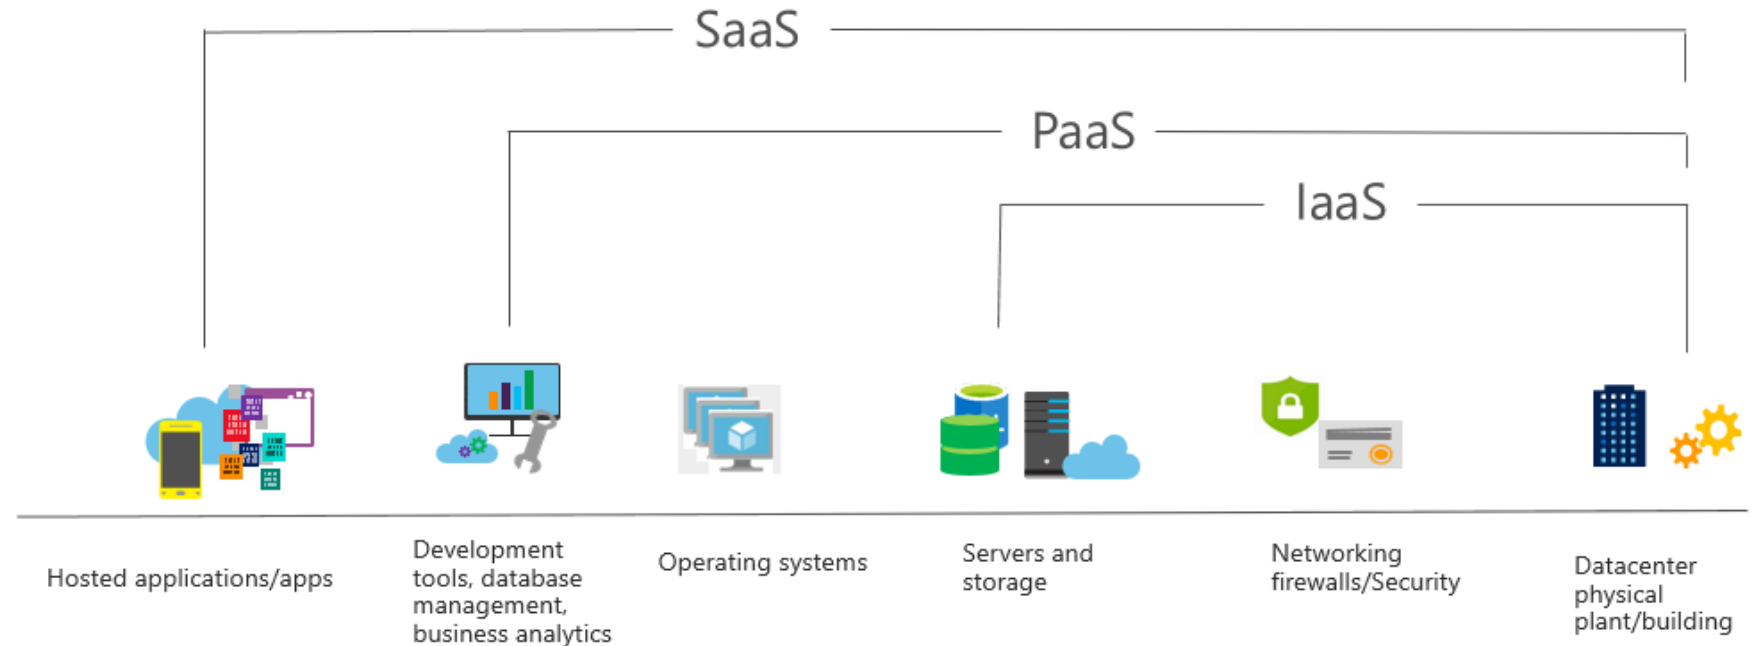 SaaS
PaaS
IaaS
Hosted applications/apps
Development
tools, database
management,
business analytics
Operating systems
Servers and
storage
Networking
firewalls/Security
Datacenter
physical
plant/building